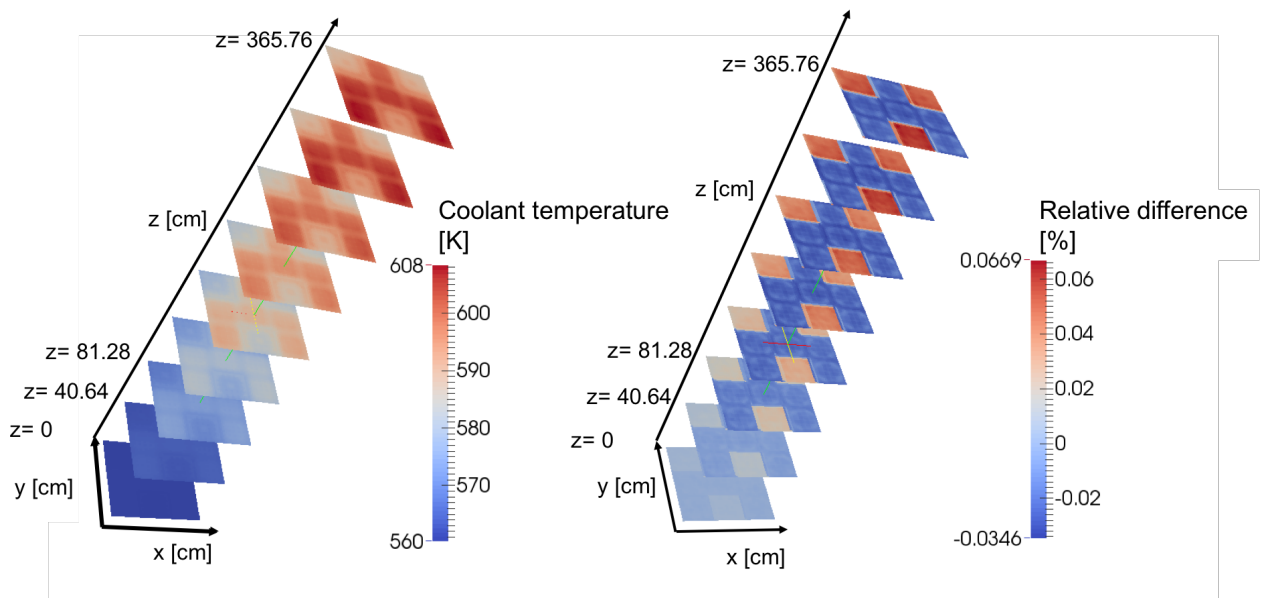 z= 365.76
z [cm]
Coolant temperature
[K]
608
600
590
580
570
560
z= 81.28
z= 40.64
z= 0
y [cm]
x [cm]
z= 365.76
z [cm]
Relative difference
[%]
0.0669
0.06
0.04
0.02
0
-0.02
-0.0346
z= 81.28
z= 40.64
z= 0
y [cm]
x [cm]